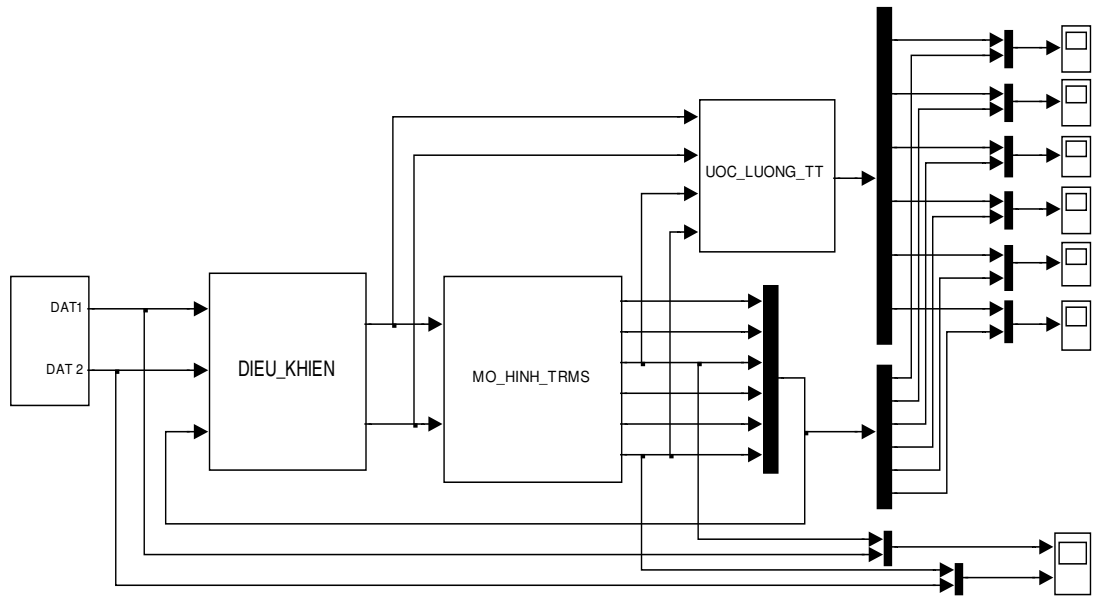 UOC_LUONG_TT
DAT1
DAT 2
DIEU_KHIEN
MO_HINH_TRMS